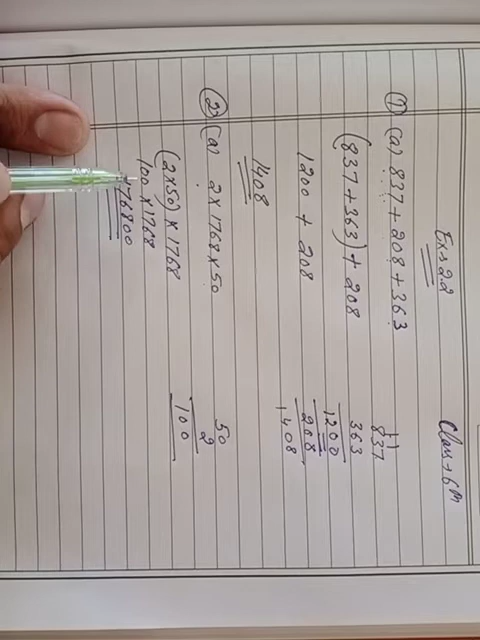 Ex:2.2
Class → 6th
① (a) 837 + 208 + 363
(837 + 363) + 208
1200 + 208
1408
11
837
363
1200
208
1408
② (a) 2 × 1768 × 50
(2×50) × 1768
100 × 1768
176800
50
2
100